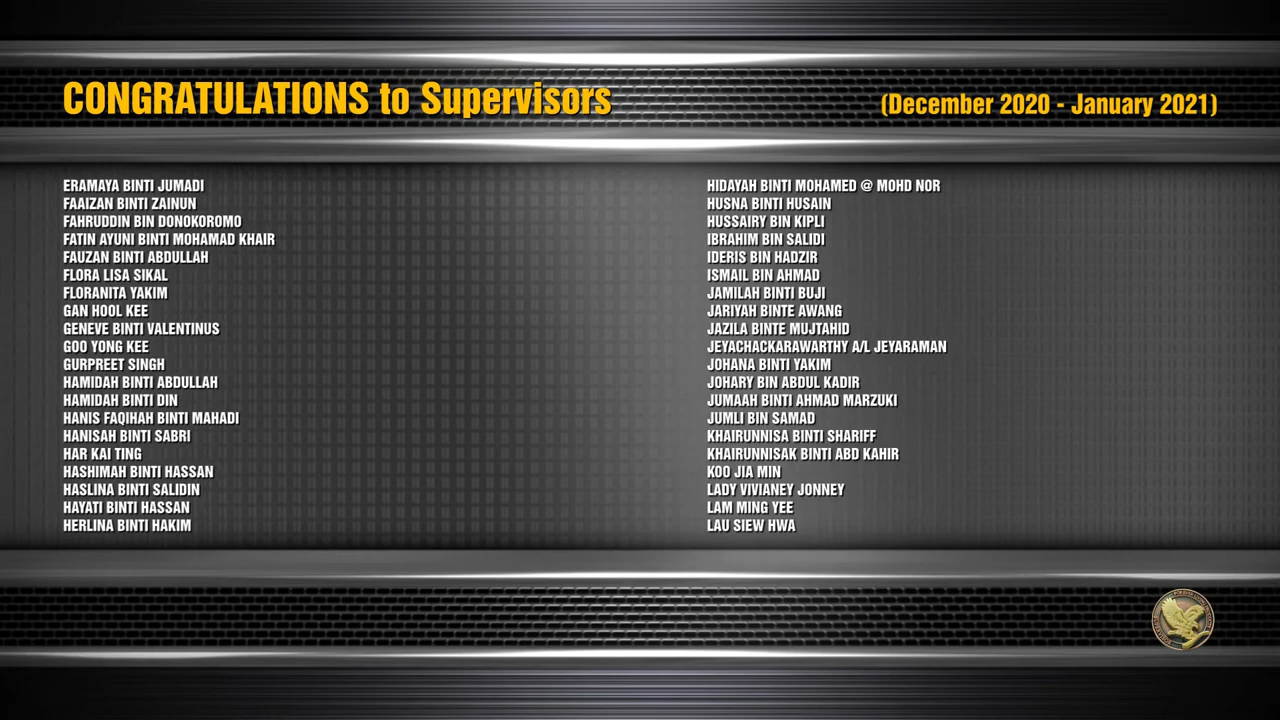 CONGRATULATIONS to Supervisors
(December 2020 - January 2021)
ERAMAYA BINTI JUMADI
FAAIZAN BINTI ZAINUN
FAHRUDDIN BIN DONOKOROMO
FATIN AYUNI BINTI MOHAMAD KHAIR
FAUZAN BINTI ABDULLAH
FLORA LISA SIKAL
FLORANITA YAKIM
GAN HOOL KEE
GENEVE BINTI VALENTINUS
GOO YONG KEE
GURPREET SINGH
HAMIDAH BINTI ABDULLAH
HAMIDAH BINTI DIN
HANIS FAQIHAH BINTI MAHADI
HANISAH BINTI SABRI
HAR KAI TING
HASHIMAH BINTI HASSAN
HASLINA BINTI SALIDIN
HAYATI BINTI HASSAN
HERLINA BINTI HAKIM
HIDAYAH BINTI MOHAMED @ MOHD NOR
HUSNA BINTI HUSAIN
HUSSAIRY BIN KIPLI
IBRAHIM BIN SALIDI
IDERIS BIN HADZIR
ISMAIL BIN AHMAD
JAMILAH BINTI BUJI
JARIYAH BINTE AWANG
JAZILA BINTE MUJTAHID
JEYACHACKARAWARTHY A/L JEYARAMAN
JOHANA BINTI YAKIM
JOHARY BIN ABDUL KADIR
JUMAAH BINTI AHMAD MARZUKI
JUMLI BIN SAMAD
KHAIRUNNISA BINTI SHARIFF
KHAIRUNNISAK BINTI ABD KAHIR
KOO JIA MIN
LADY VIVIANEY JONNEY
LAM MING YEE
LAU SIEW HWA